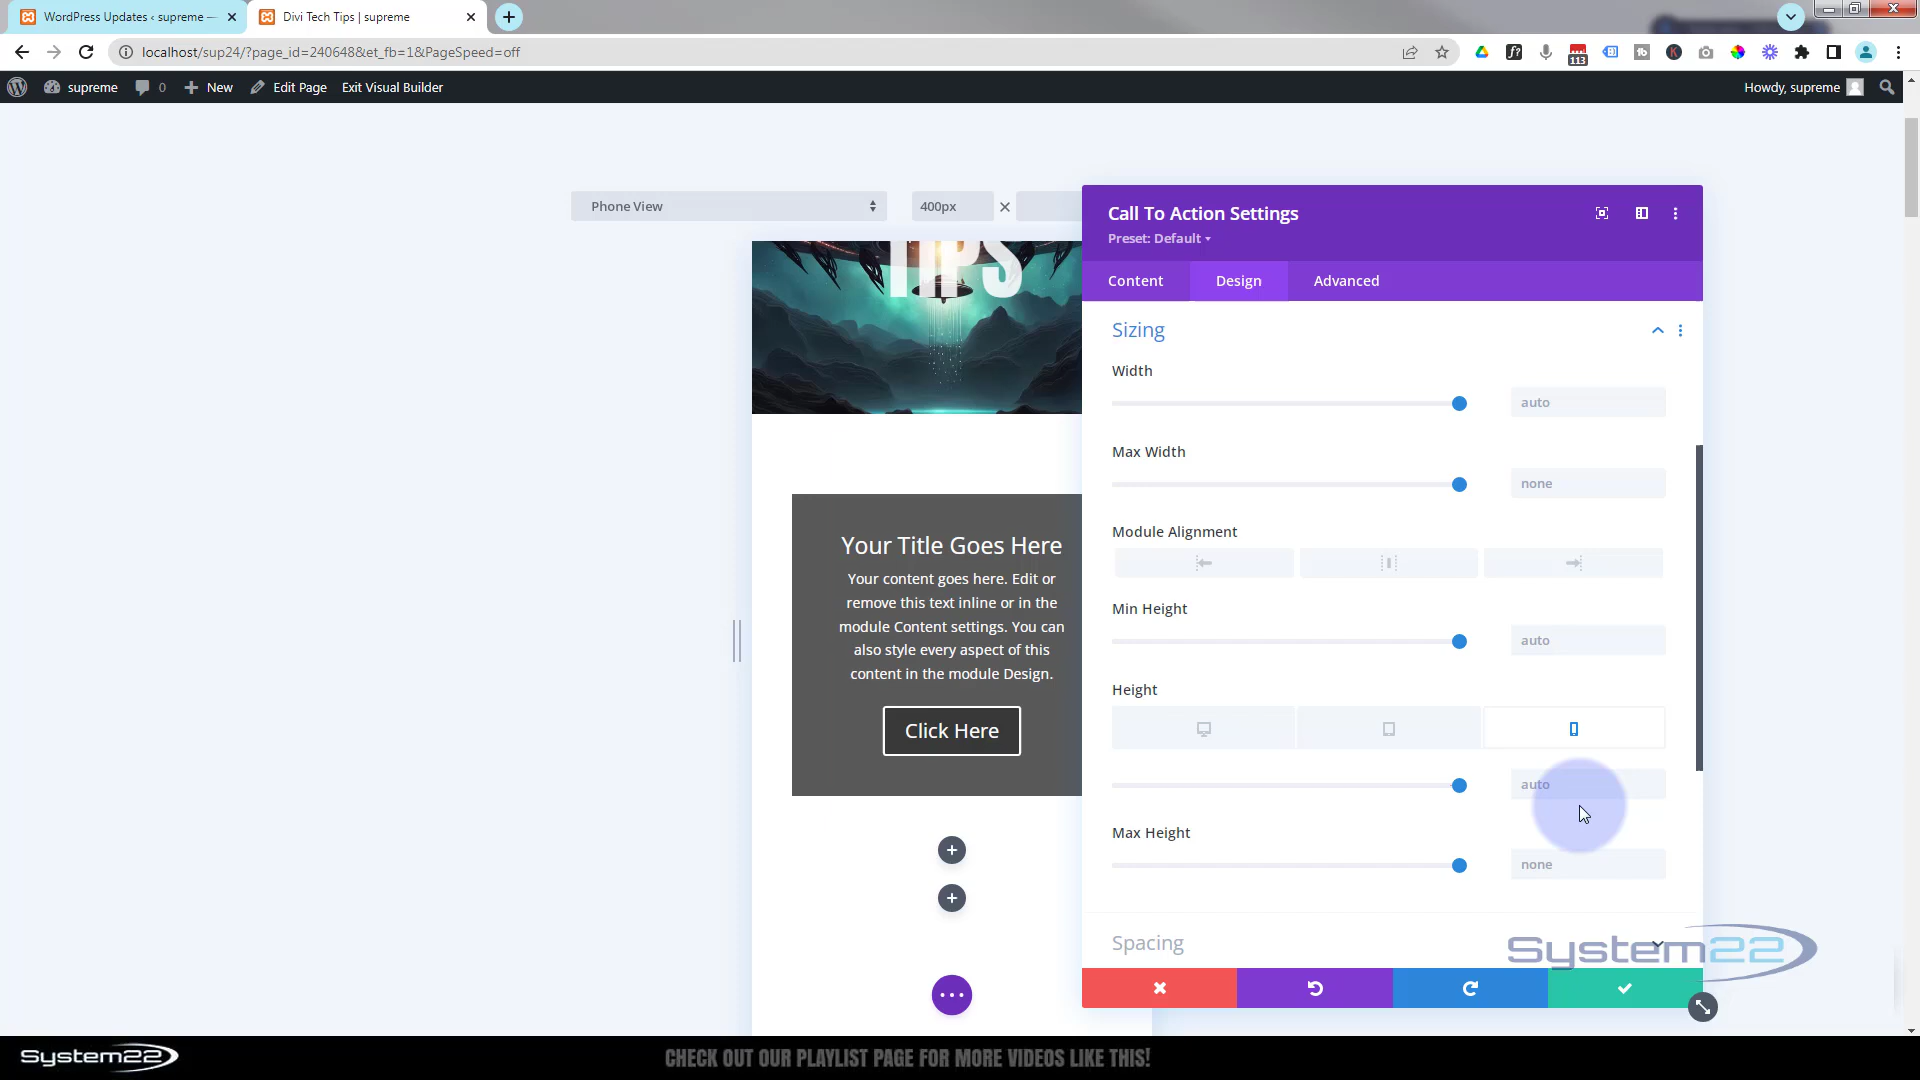 WordPress Updates ‹ supreme —
Divi Tech Tips | supreme
localhost/sup24/?page_id=240648&et_fb=1&PageSpeed=off
113
supreme
0
New
Edit Page
Exit Visual Builder
Howdy, supreme
Phone View
400px
TIPS
Your Title Goes Here
Your content goes here. Edit or
remove this text inline or in the
module Content settings. You can
also style every aspect of this
content in the module Design.
Click Here
Call To Action Settings
Preset: Default
Content
Design
Advanced
Sizing
Width
auto
Max Width
none
Module Alignment
Min Height
auto
Height
auto
Max Height
none
Spacing
System22
System22
CHECK OUT OUR PLAYLIST PAGE FOR MORE VIDEOS LIKE THIS!